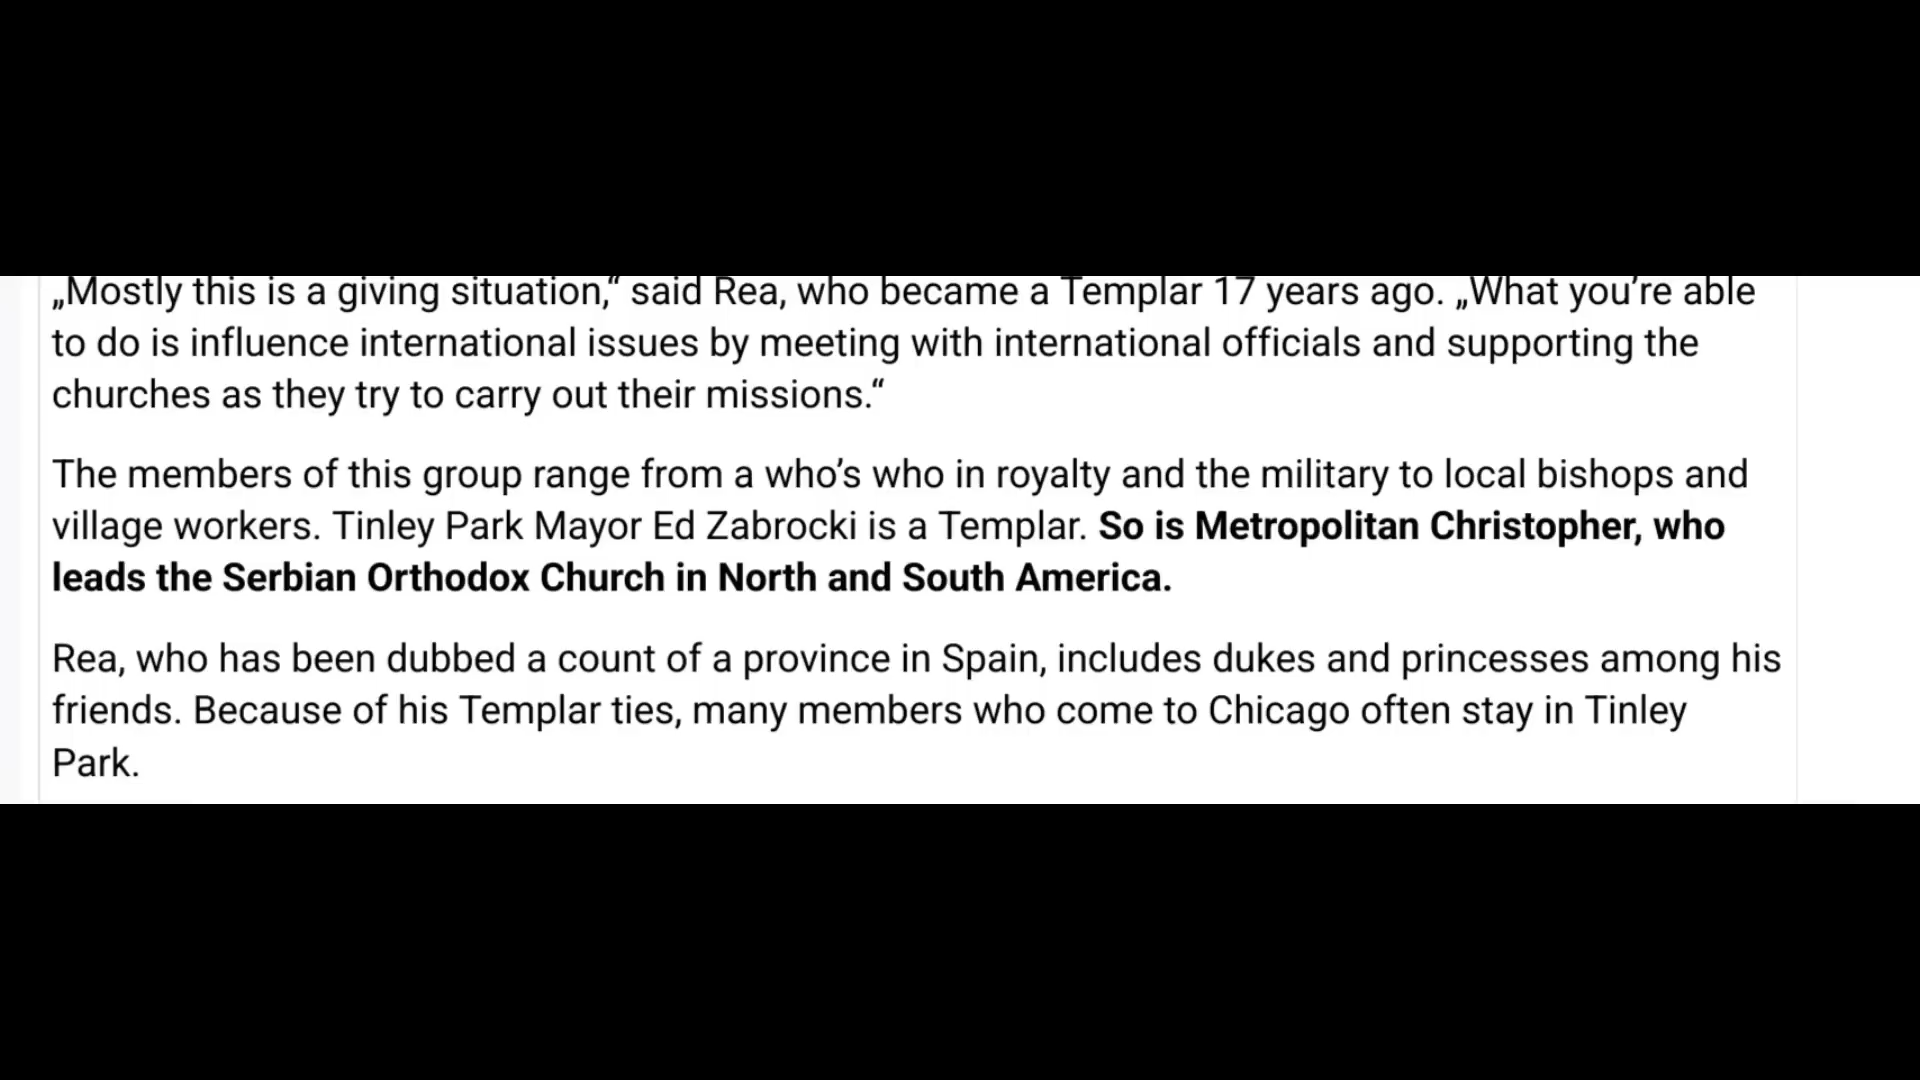 „Mostly this is a giving situation,“ said Rea, who became a Templar 17 years ago. „What you’re able
to do is influence international issues by meeting with international officials and supporting the
churches as they try to carry out their missions.“
The members of this group range from a who’s who in royalty and the military to local bishops and
village workers. Tinley Park Mayor Ed Zabrocki is a Templar. So is Metropolitan Christopher, who
leads the Serbian Orthodox Church in North and South America.
Rea, who has been dubbed a count of a province in Spain, includes dukes and princesses among his
friends. Because of his Templar ties, many members who come to Chicago often stay in Tinley
Park.